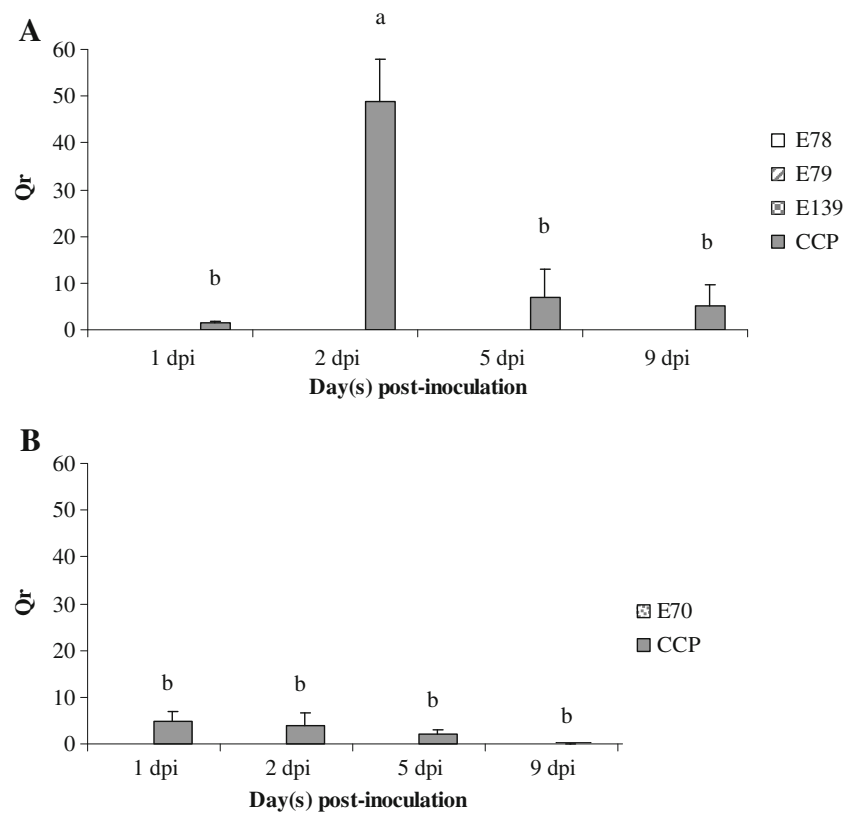 A
a
60
50
40
30
20
10
0
Qr
b
b
b
1 dpi 2 dpi 5 dpi 9 dpi
Day(s) post-inoculation
E78
E79
E139
CCP
B
60
50
40
30
20
10
0
Qr
b
b
b
b
1 dpi 2 dpi 5 dpi 9 dpi
Day(s) post-inoculation
E70
CCP